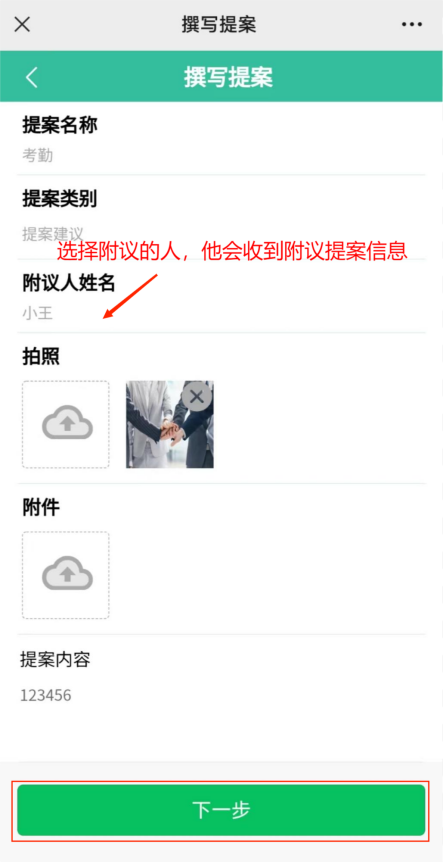 撰写提案
撰写提案
提案名称
考勤
提案类别
提案建议
选择附议的人，他会收到附议提案信息
附议人姓名
小王
拍照
附件
提案内容
123456
下一步